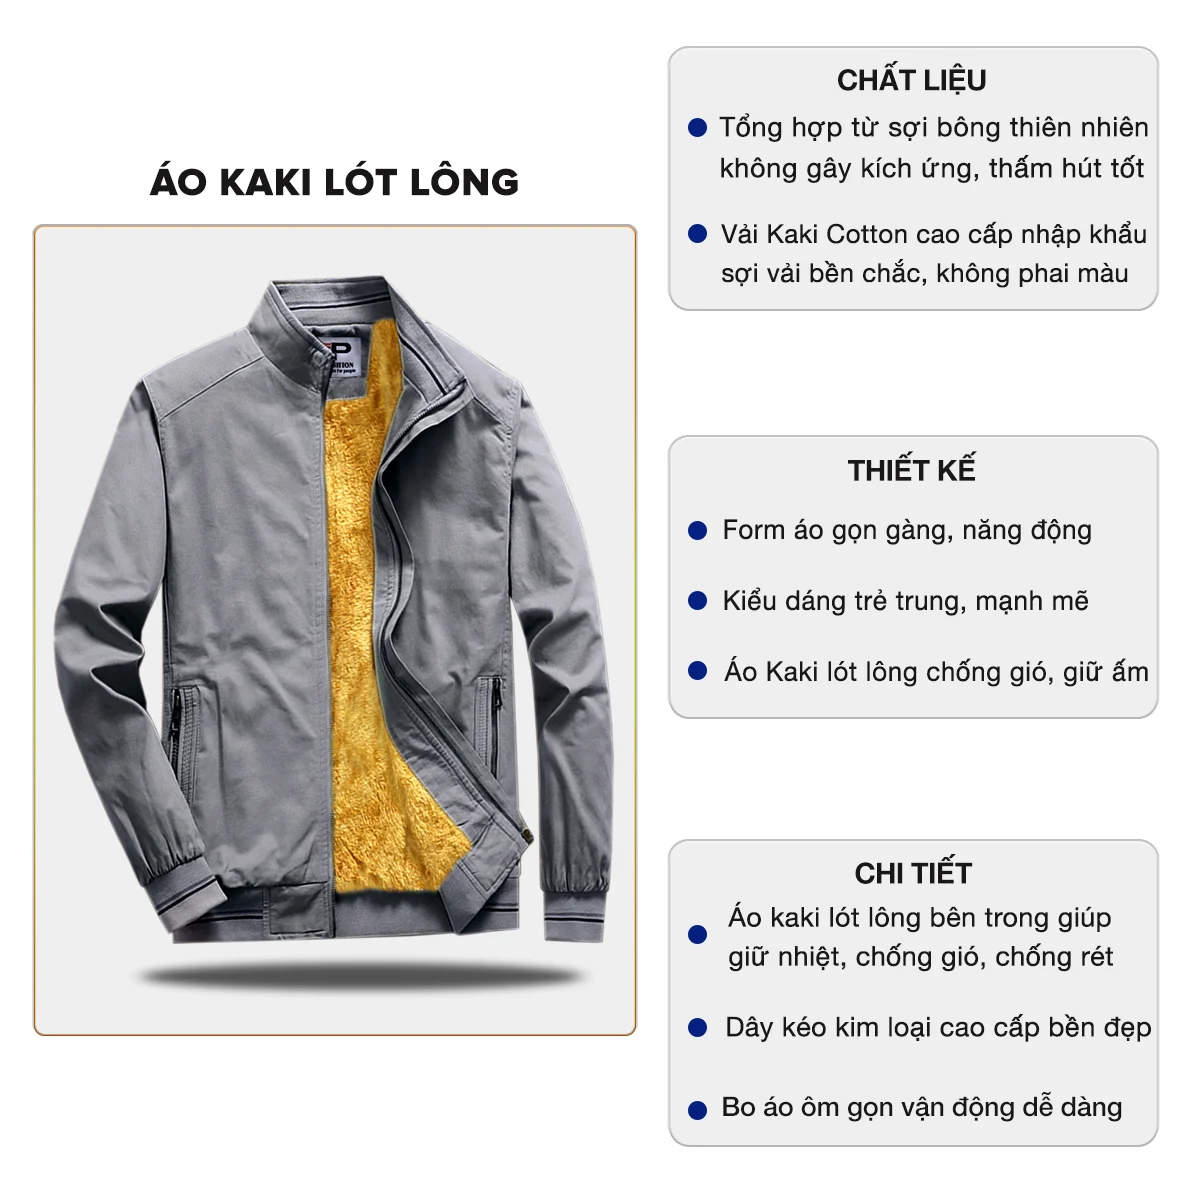 ÁO KAKI LÓT LÔNG
P
for people
CHẤT LIỆU
Tổng hợp từ sợi bông thiên nhiên
không gây kích ứng, thấm hút tốt
Vải Kaki Cotton cao cấp nhập khẩu
sợi vải bền chắc, không phai màu
THIẾT KẾ
Form áo gọn gàng, năng động
Kiểu dáng trẻ trung, mạnh mẽ
Áo Kaki lót lông chống gió, giữ ấm
CHI TIẾT
Áo kaki lót lông bên trong giúp
giữ nhiệt, chống gió, chống rét
Dây kéo kim loại cao cấp bền đẹp
Bo áo ôm gọn vận động dễ dàng